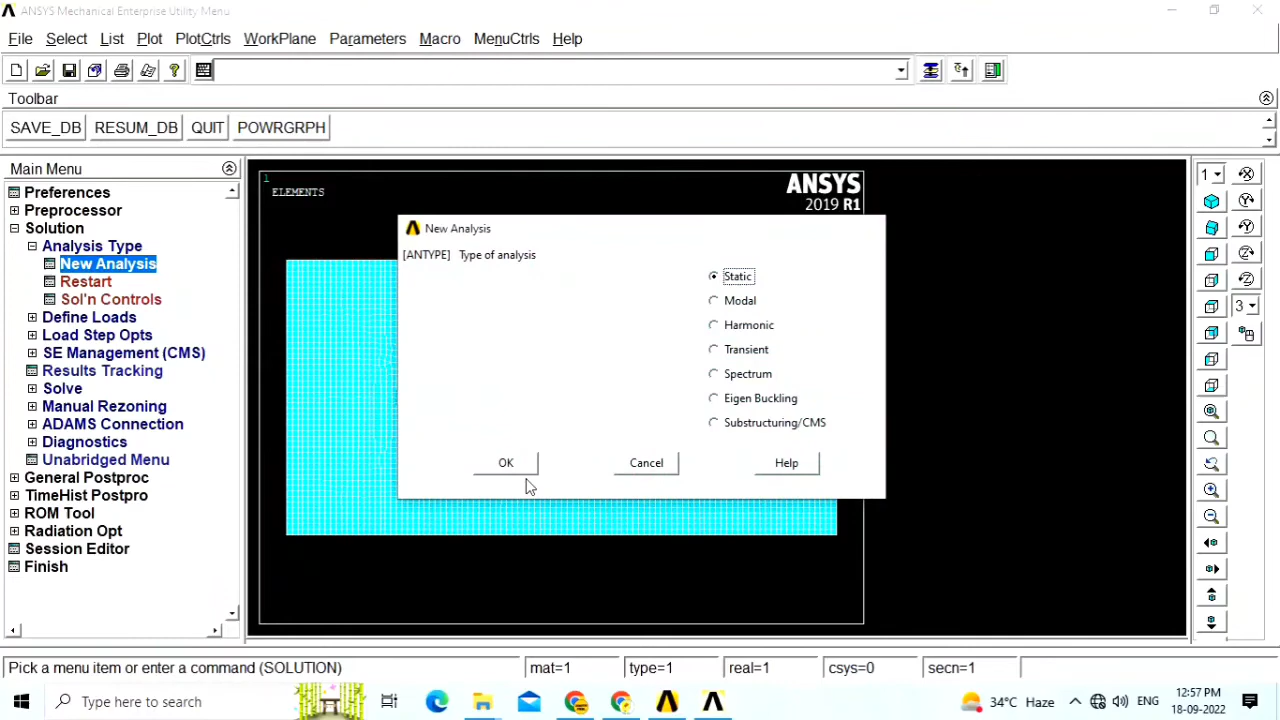 ANSYS Mechanical Enterprise Utility Menu
File Select List Plot PlotCtrls WorkPlane Parameters Macro MenuCtrls Help
Toolbar
SAVE_DB RESUM_DB QUIT POWRGRPH
Main Menu
Preferences
Preprocessor
Solution
Analysis Type
New Analysis
Restart
Sol'n Controls
Define Loads
Load Step Opts
SE Management (CMS)
Results Tracking
Solve
Manual Rezoning
ADAMS Connection
Diagnostics
Unabridged Menu
General Postproc
TimeHist Postpro
ROM Tool
Radiation Opt
Session Editor
Finish
1
ELEMENTS
ANSYS
2019 R1
New Analysis
[ANTYPE] Type of analysis
Static
Modal
Harmonic
Transient
Spectrum
Eigen Buckling
Substructuring/CMS
OK Cancel Help
1
3
Pick a menu item or enter a command (SOLUTION) mat=1 type=1 real=1 csys=0 secn=1
Type here to search
34°C Haze
ENG
12:57 PM
18-09-2022